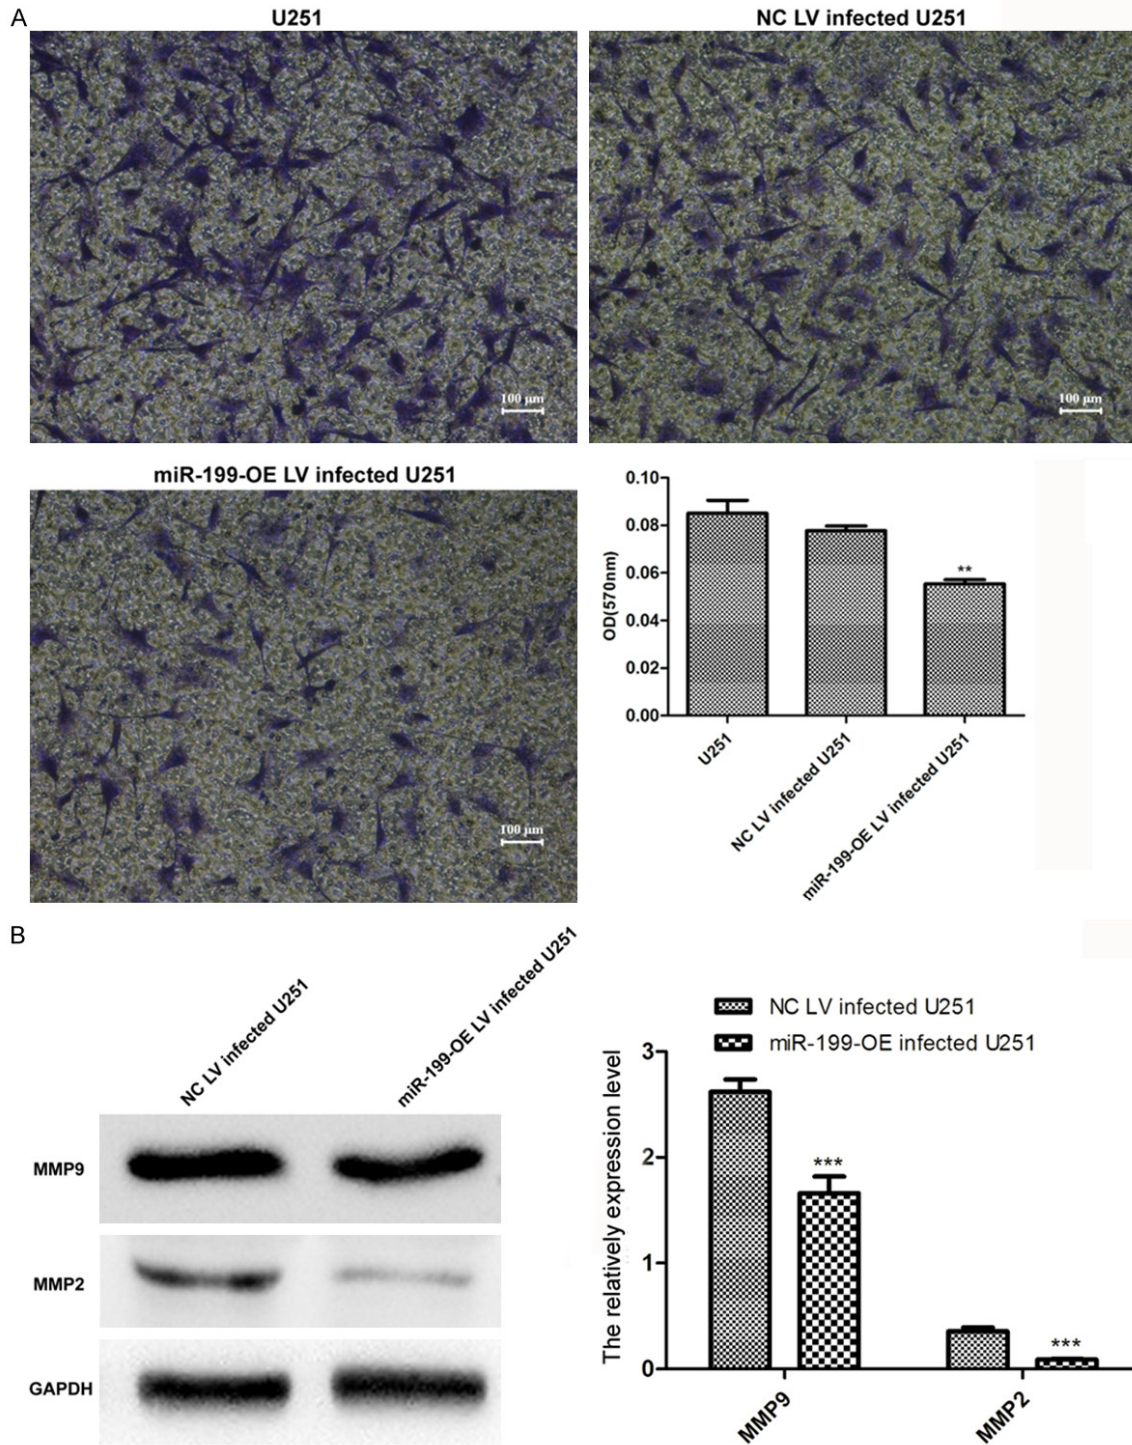 A
U251
NC LV infected U251
100 μm
100 μm
miR-199-OE LV infected U251
100 μm
OD(570nm)
0.10
0.08
0.06
0.04
0.02
0.00
**
U251
NC LV infected U251
miR-199-OE LV infected U251
B
NC LV infected U251
miR-199-OE LV infected U251
MMP9
MMP2
GAPDH
NC LV infected U251
miR-199-OE infected U251
The relatively expression level
3
2
1
0
***
***
MMP9
MMP2